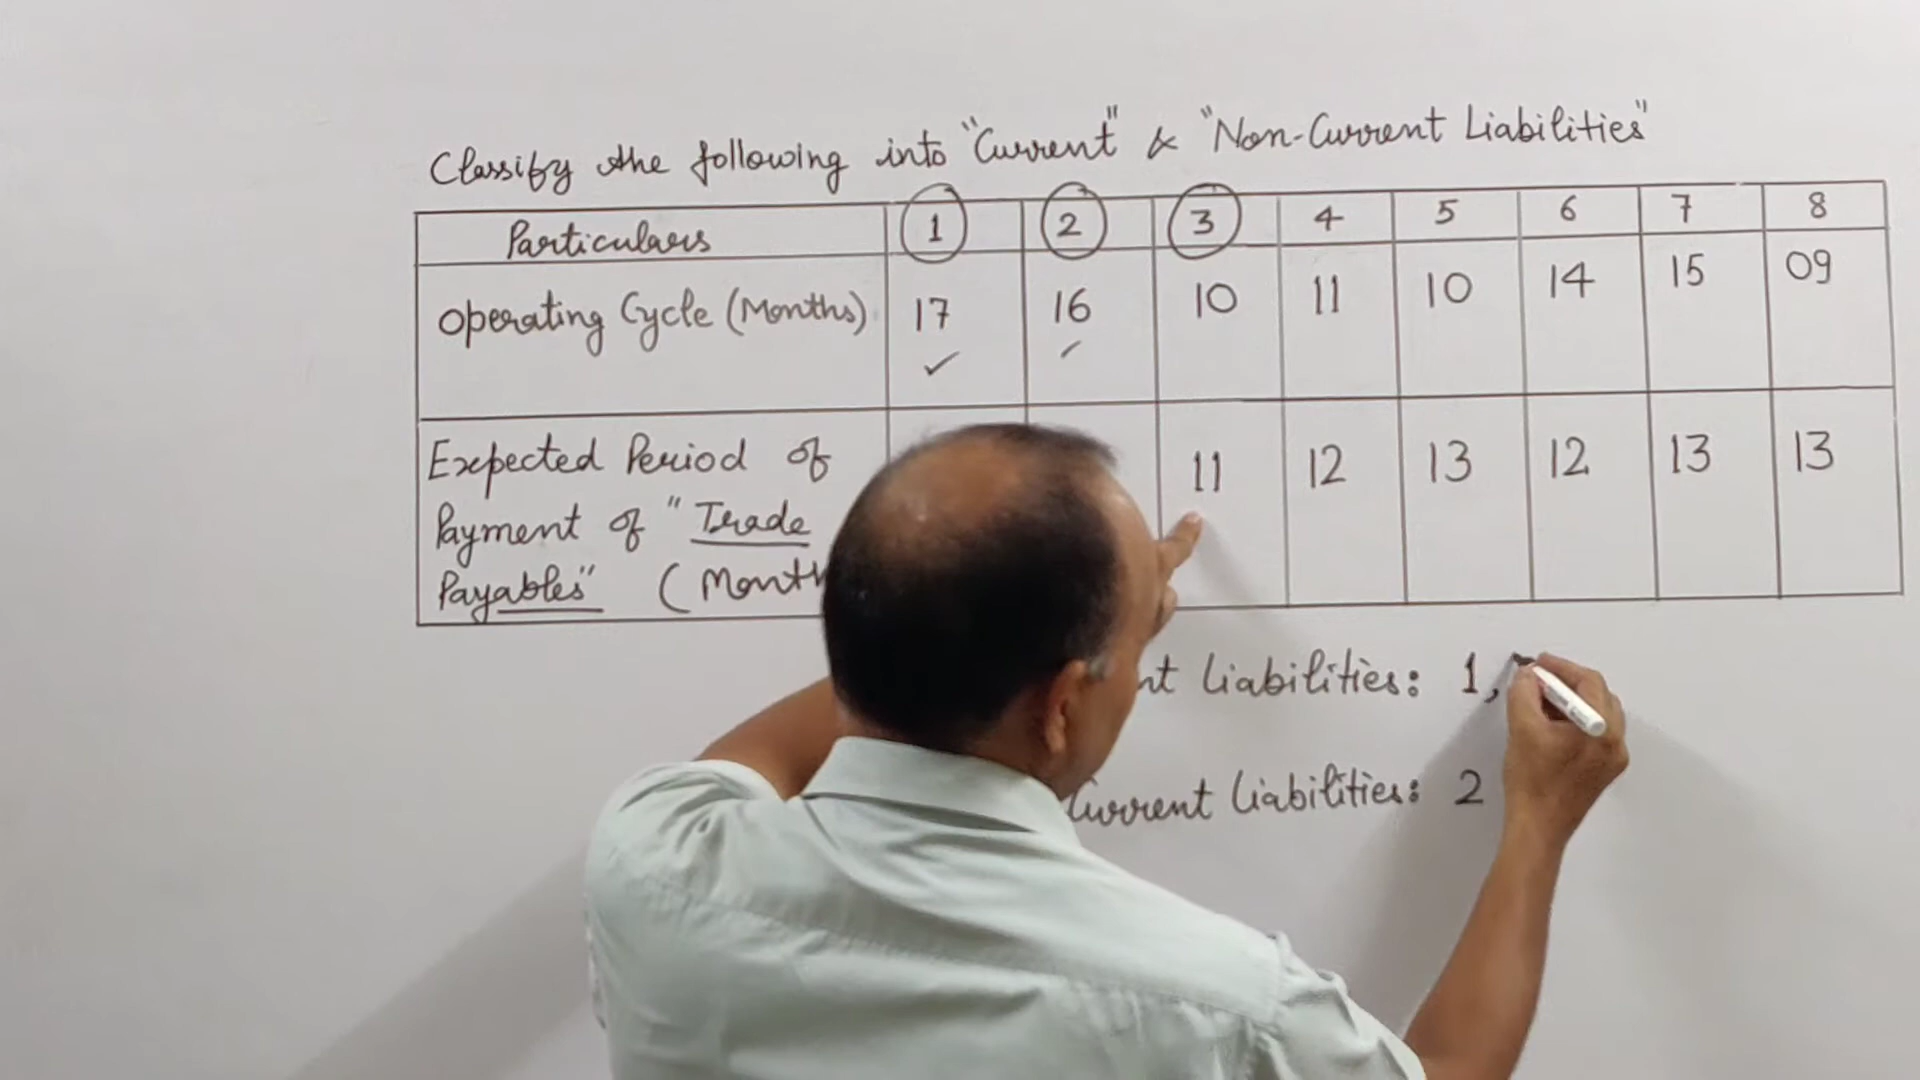 Classify the following into "Current" & "Non-Current Liabilities"
Particulars 1 2 3 4 5 6 7 8
Operating Cycle (Months) 17 16 10 11 10 14 15 09
Expected Period of
Payment of "Trade
Payables" (Month
11 12 13 12 13 13
nt Liabilities: 1,
Current Liabilities: 2